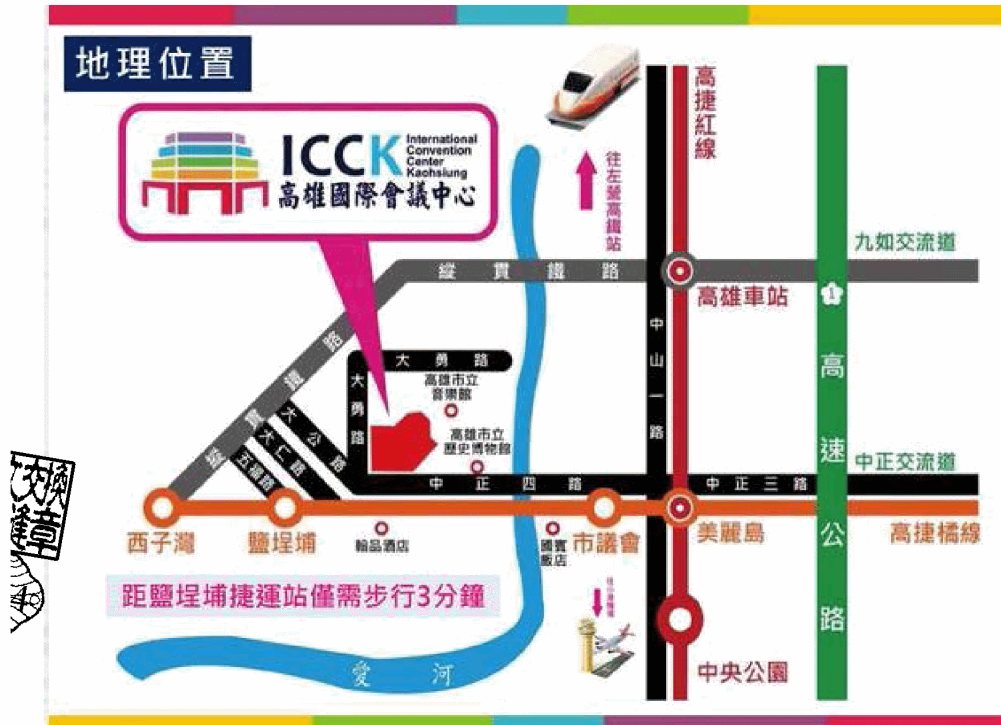 地理位置
ICCK
International
Convention
Center
Kaohsiung
高雄國際會議中心
高捷紅線
往左營高鐵站
九如交流道
縱貫鐵路
高雄車站
1
高速公路
中山一路
縱貫鐵路
大勇路
大勇路
高雄市立
音樂館
高雄市立
歷史博物館
大公路
大仁路
五福路
中正四路
中正三路
中正交流道
西子灣
鹽埕埔
翰品酒店
國賓
飯店
市議會
美麗島
高捷橘線
距鹽埕埔捷運站僅需步行3分鐘
中央公園
愛河
換章